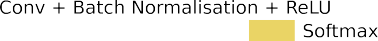 Conv + Batch Normalisation + ReLU
Softmax